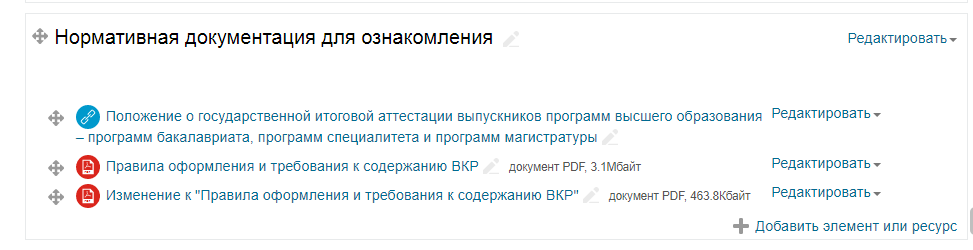 Нормативная документация для ознакомления Редактировать
Положение о государственной итоговой аттестации выпускников программ высшего образования Редактировать
– программ бакалавриата, программ специалитета и программ магистратуры
Правила оформления и требования к содержанию ВКР документ PDF, 3.1Мбайт Редактировать
Изменение к "Правила оформления и требования к содержанию ВКР" документ PDF, 463.8Кбайт Редактировать
Добавить элемент или ресурс